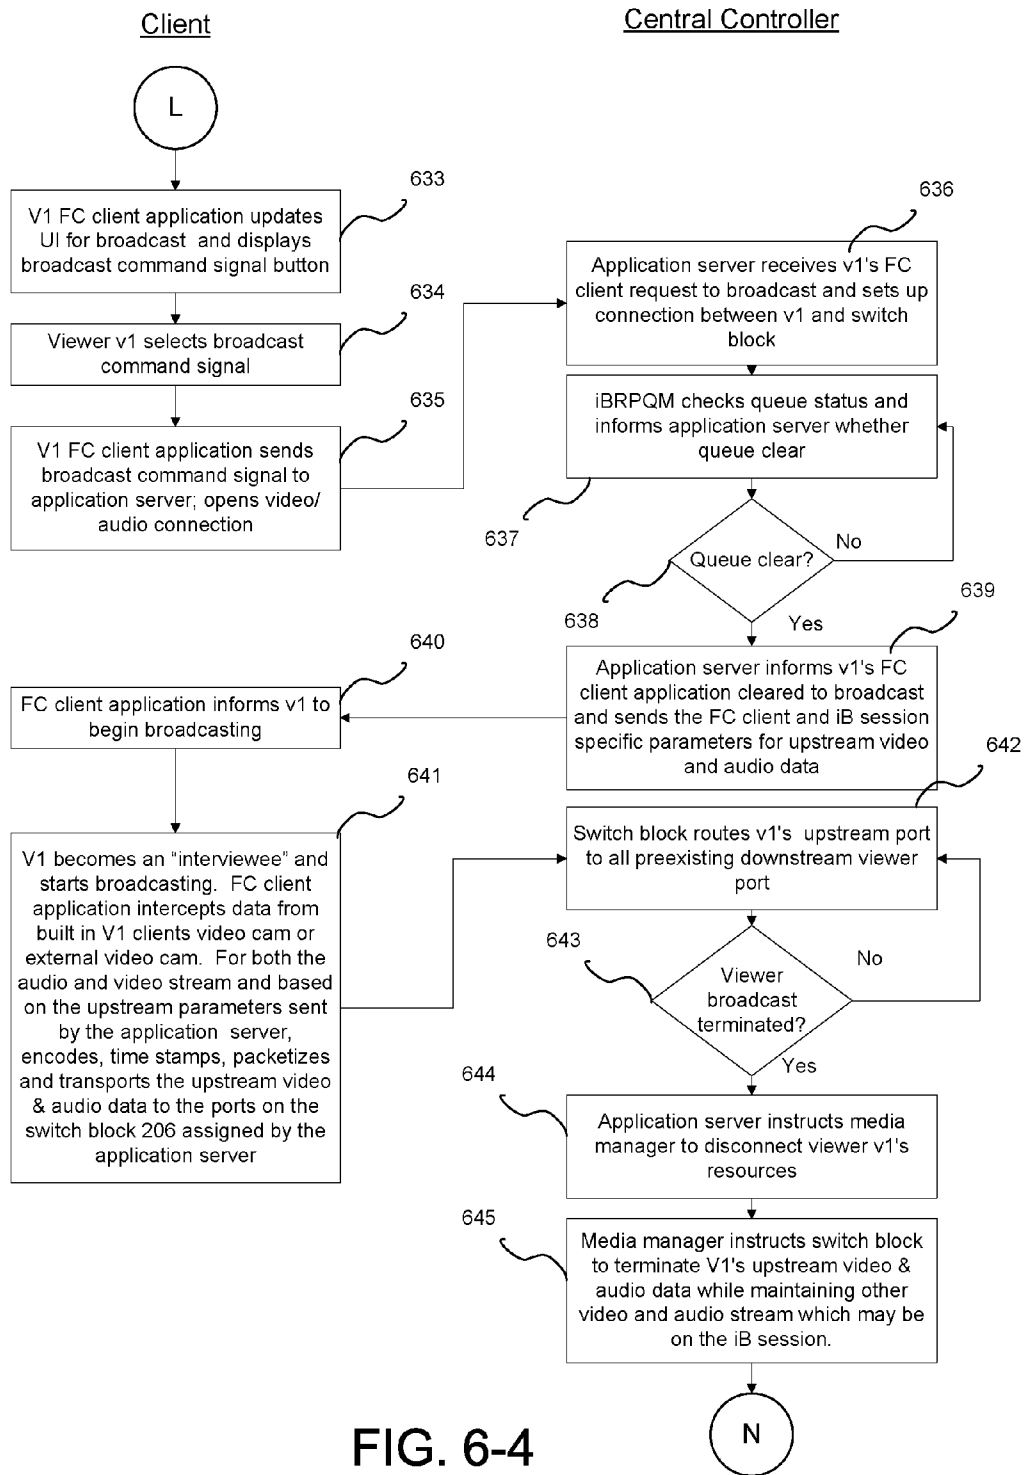 Client
Central Controller
L
633
V1 FC client application updates
UI for broadcast and displays
broadcast command signal button
634
Viewer v1 selects broadcast
command signal
635
V1 FC client application sends
broadcast command signal to
application server; opens video/
audio connection
636
Application server receives v1's FC
client request to broadcast and sets up
connection between v1 and switch
block
iBRPQM checks queue status and
informs application server whether
queue clear
637
Queue clear?
No
638
Yes
639
Application server informs v1's FC
client application cleared to broadcast
and sends the FC client and iB session
specific parameters for upstream video
and audio data
640
FC client application informs v1 to
begin broadcasting
641
V1 becomes an “interviewee” and
starts broadcasting. FC client
application intercepts data from
built in V1 clients video cam or
external video cam. For both the
audio and video stream and based
on the upstream parameters sent
by the application server,
encodes, time stamps, packetizes
and transports the upstream video
& audio data to the ports on the
switch block 206 assigned by the
application server
642
Switch block routes v1's upstream port
to all preexisting downstream viewer
port
643
Viewer
broadcast
terminated?
No
Yes
644
Application server instructs media
manager to disconnect viewer v1's
resources
645
Media manager instructs switch block
to terminate V1's upstream video &
audio data while maintaining other
video and audio stream which may be
on the iB session.
N
FIG. 6-4